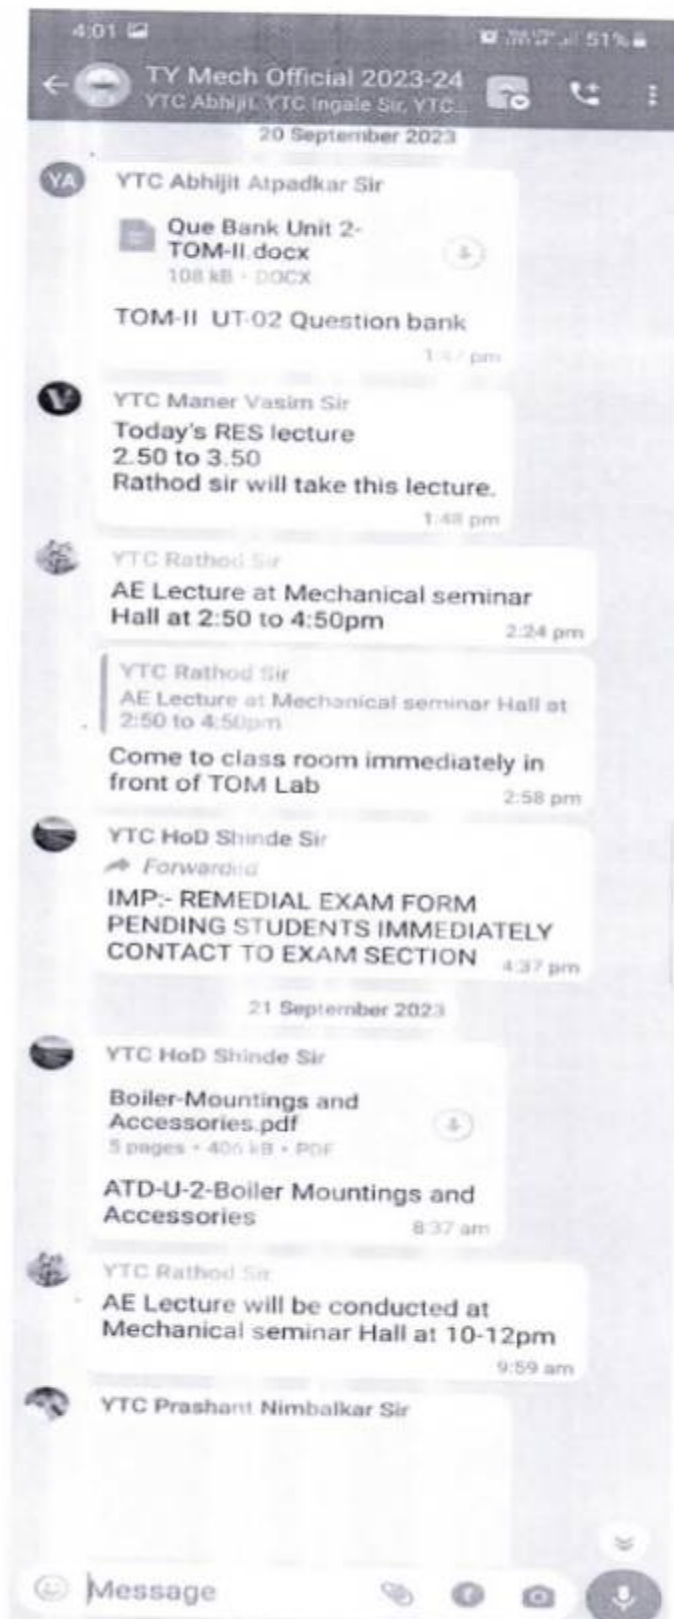 4:01
51%
TY Mech Official 2023-24
YTC Abhijit, YTC Ingale Sir, YTC...
20 September 2023
YA
YTC Abhijit Atpadkar Sir
Que Bank Unit 2-
TOM-II.docx
108 kB · DOCX
TOM-II UT-02 Question bank
1:47 pm
YTC Maner Vasim Sir
Today's RES lecture
2.50 to 3.50
Rathod sir will take this lecture.
1:48 pm
YTC Rathod Sir
AE Lecture at Mechanical seminar
Hall at 2:50 to 4:50pm
2:24 pm
YTC Rathod Sir
AE Lecture at Mechanical seminar Hall at
2:50 to 4:50pm
Come to class room immediately in
front of TOM Lab
2:58 pm
YTC HoD Shinde Sir
Forwarded
IMP:- REMEDIAL EXAM FORM
PENDING STUDENTS IMMEDIATELY
CONTACT TO EXAM SECTION
4:37 pm
21 September 2023
YTC HoD Shinde Sir
Boiler-Mountings and
Accessories.pdf
5 pages · 406 kB · PDF
ATD-U-2-Boiler Mountings and
Accessories
8:37 am
YTC Rathod Sir
AE Lecture will be conducted at
Mechanical seminar Hall at 10-12pm
9:59 am
YTC Prashant Nimbalkar Sir
Message